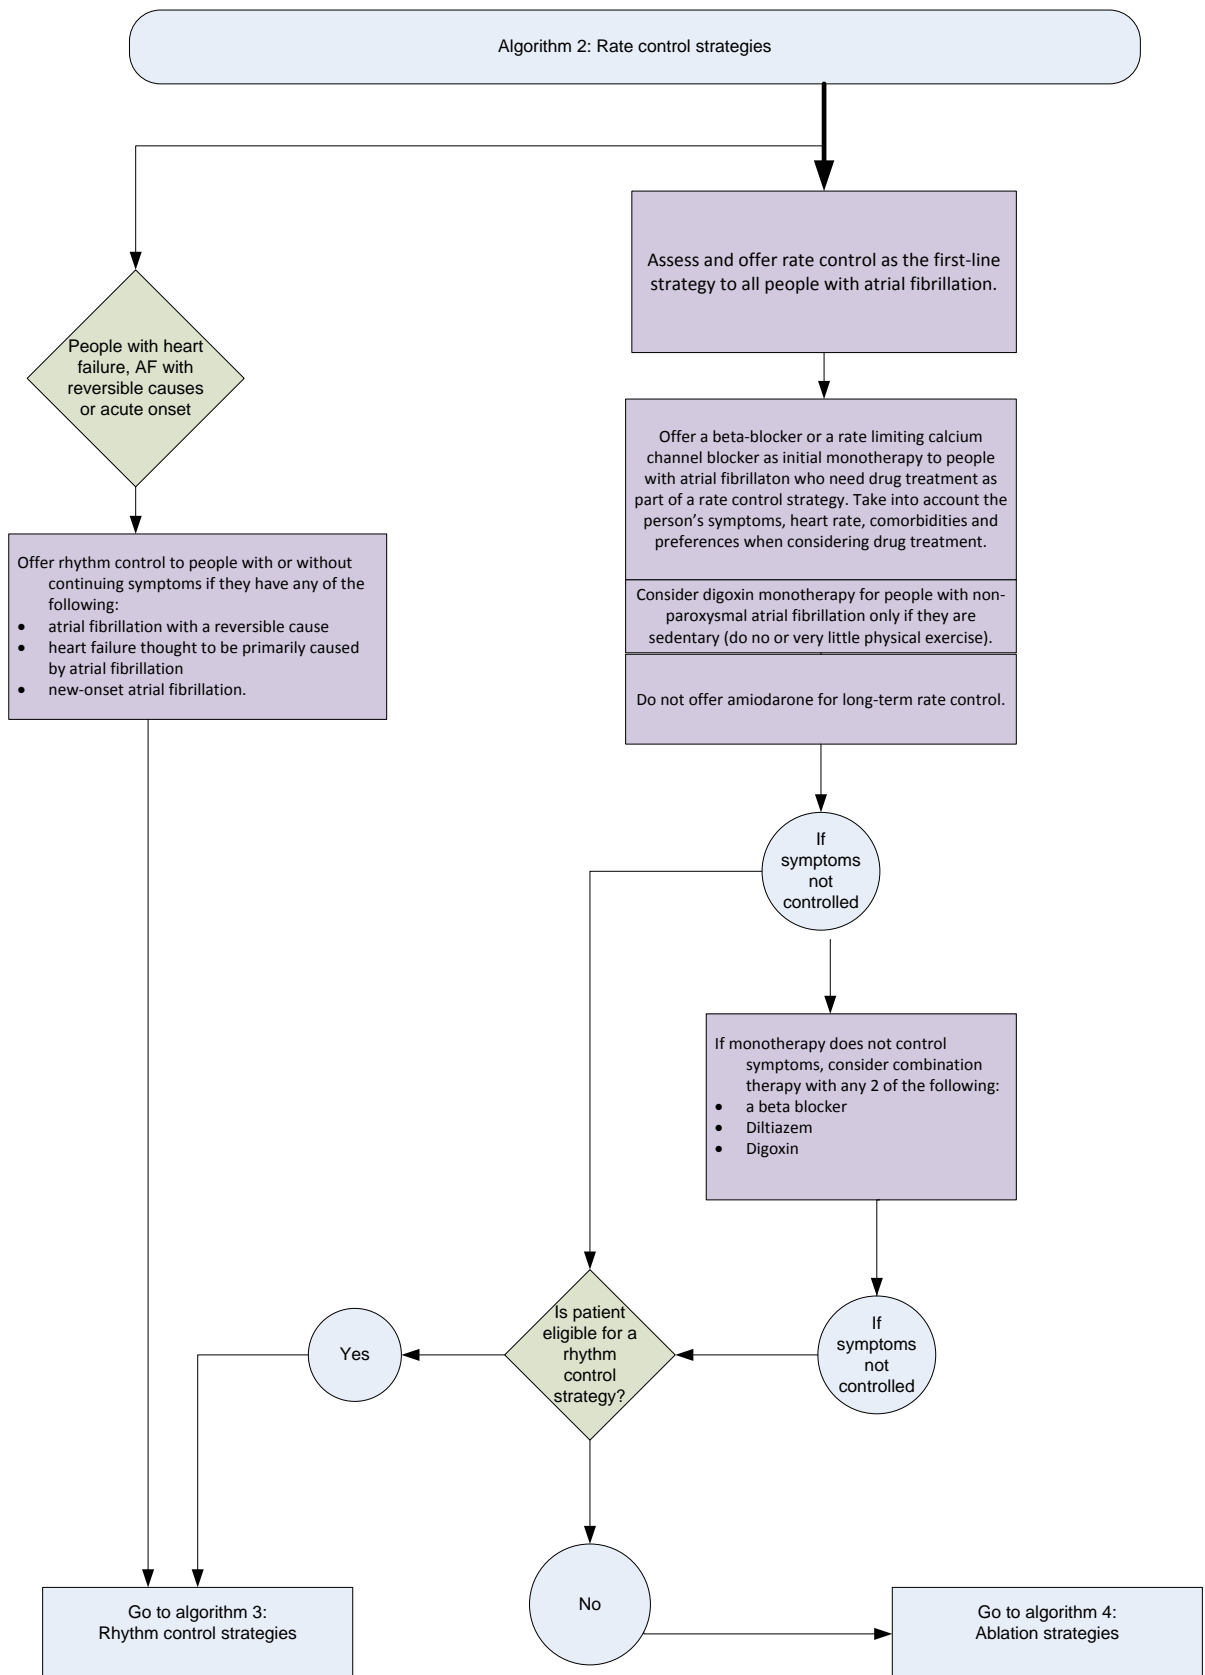 Algorithm 2: Rate control strategies
Assess and offer rate control as the first-line
strategy to all people with atrial fibrillation.
People with heart
failure, AF with
reversible causes
or acute onset
Offer a beta-blocker or a rate limiting calcium
channel blocker as initial monotherapy to people
with atrial fibrillaton who need drug treatment as
part of a rate control strategy. Take into account the
person’s symptoms, heart rate, comorbidities and
preferences when considering drug treatment.
Consider digoxin monotherapy for people with non-
paroxysmal atrial fibrillation only if they are
sedentary (do no or very little physical exercise).
Do not offer amiodarone for long-term rate control.
Offer rhythm control to people with or without
continuing symptoms if they have any of the
following:
• atrial fibrillation with a reversible cause
• heart failure thought to be primarily caused
by atrial fibrillation
• new-onset atrial fibrillation.
If
symptoms
not
controlled
If monotherapy does not control
symptoms, consider combination
therapy with any 2 of the following:
• a beta blocker
• Diltiazem
• Digoxin
If
symptoms
not
controlled
Is patient
eligible for a
rhythm
control
strategy?
Yes
No
Go to algorithm 3:
Rhythm control strategies
Go to algorithm 4:
Ablation strategies